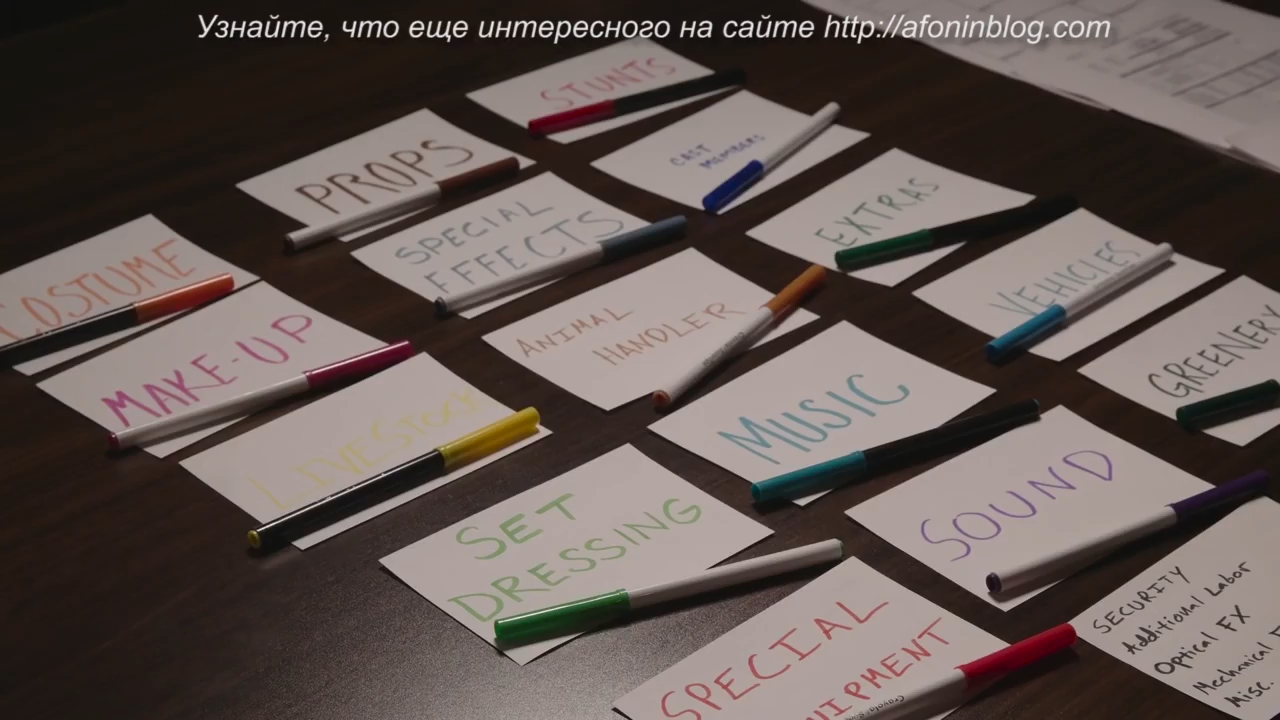 Узнайте, что еще интересного на сайте http://afoninblog.com
STUNTS
PROPS
CAST
MEMBERS
SPECIAL
EFFECTS
EXTRAS
COSTUME
VEHICLES
MAKE-UP
ANIMAL
HANDLER
GREENERY
LIVESTOCK
MUSIC
SET
DRESSING
SOUND
SPECIAL
UIPMENT
SECURITY
Additional Labor
Optical FX
Mechanical F
Misc.